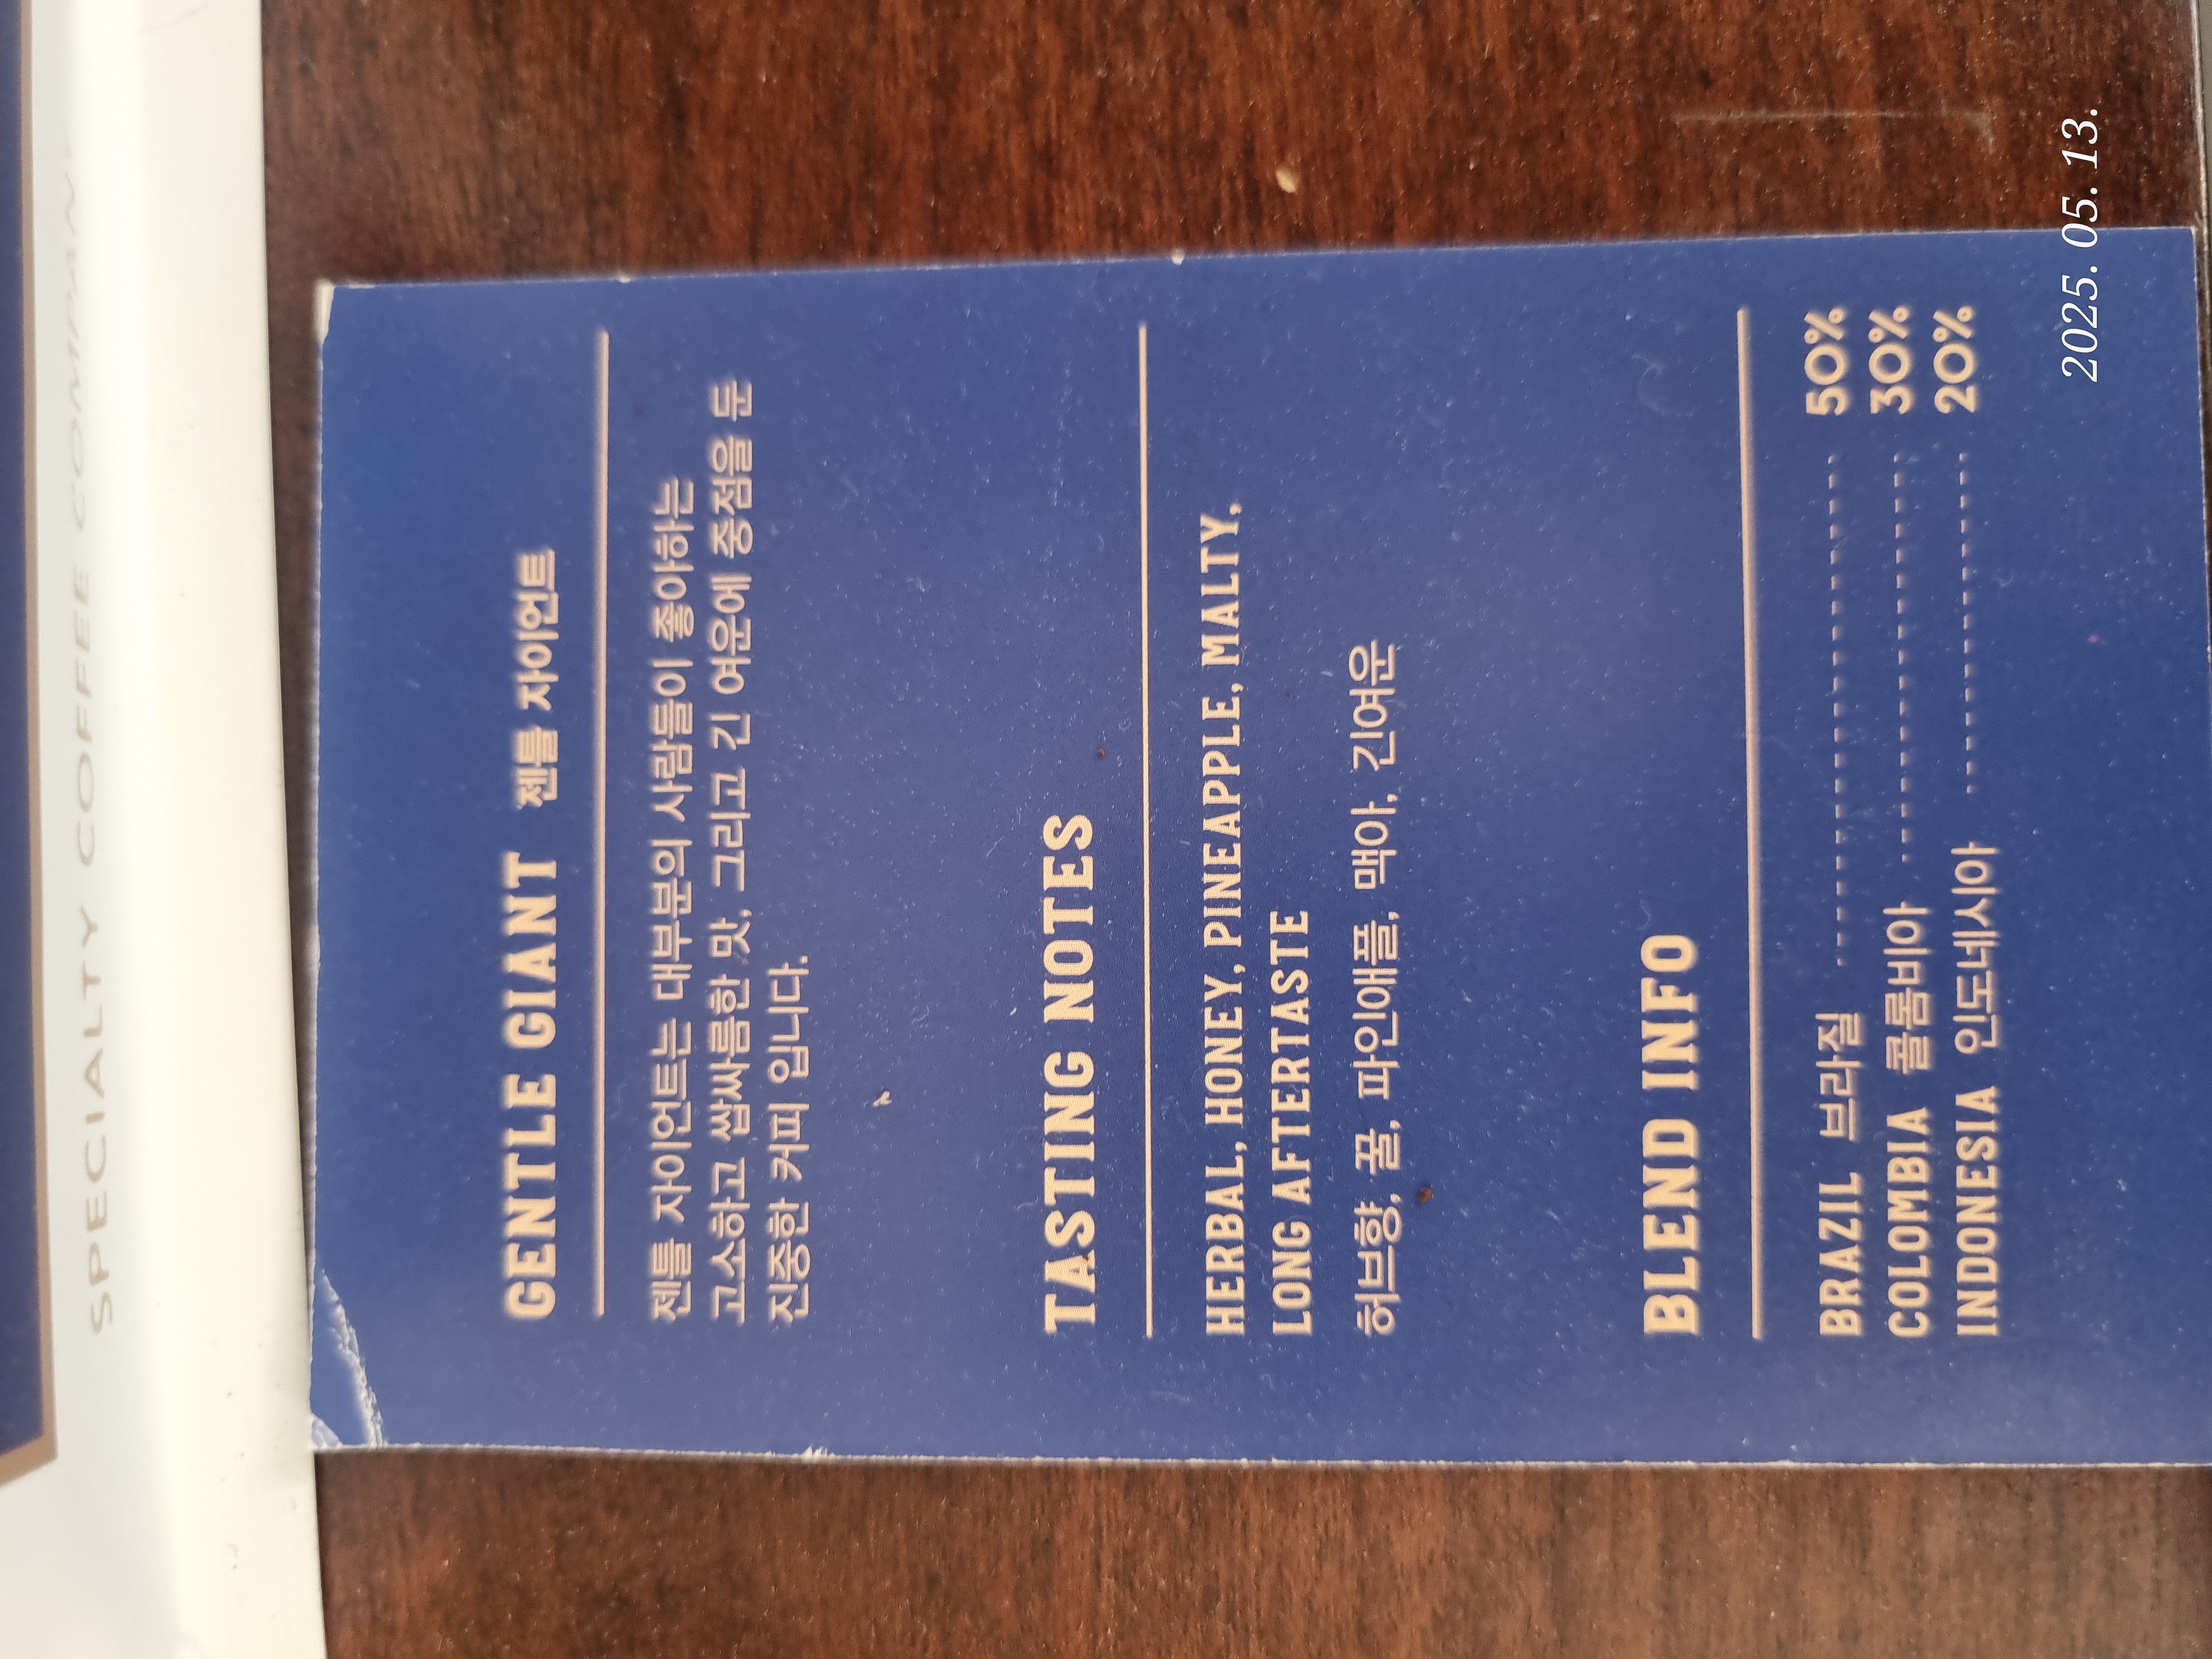 SPECIALTY COFFEE COMPANY
GENTLE GIANT 젠틀 자이언트
젠틀 자이언트는 대부분의 사람들이 좋아하는
고소하고 쌉싸름한 맛, 그리고 긴 여운에 중점을 둔
진중한 커피 입니다.
TASTING NOTES
HERBAL, HONEY, PINEAPPLE, MALTY,
LONG AFTERTASTE
허브향, 꿀, 파인애플, 맥아, 긴여운
BLEND INFO
BRAZIL 브라질 50%
COLOMBIA 콜롬비아 30%
INDONESIA 인도네시아 20%
2025. 05. 13.